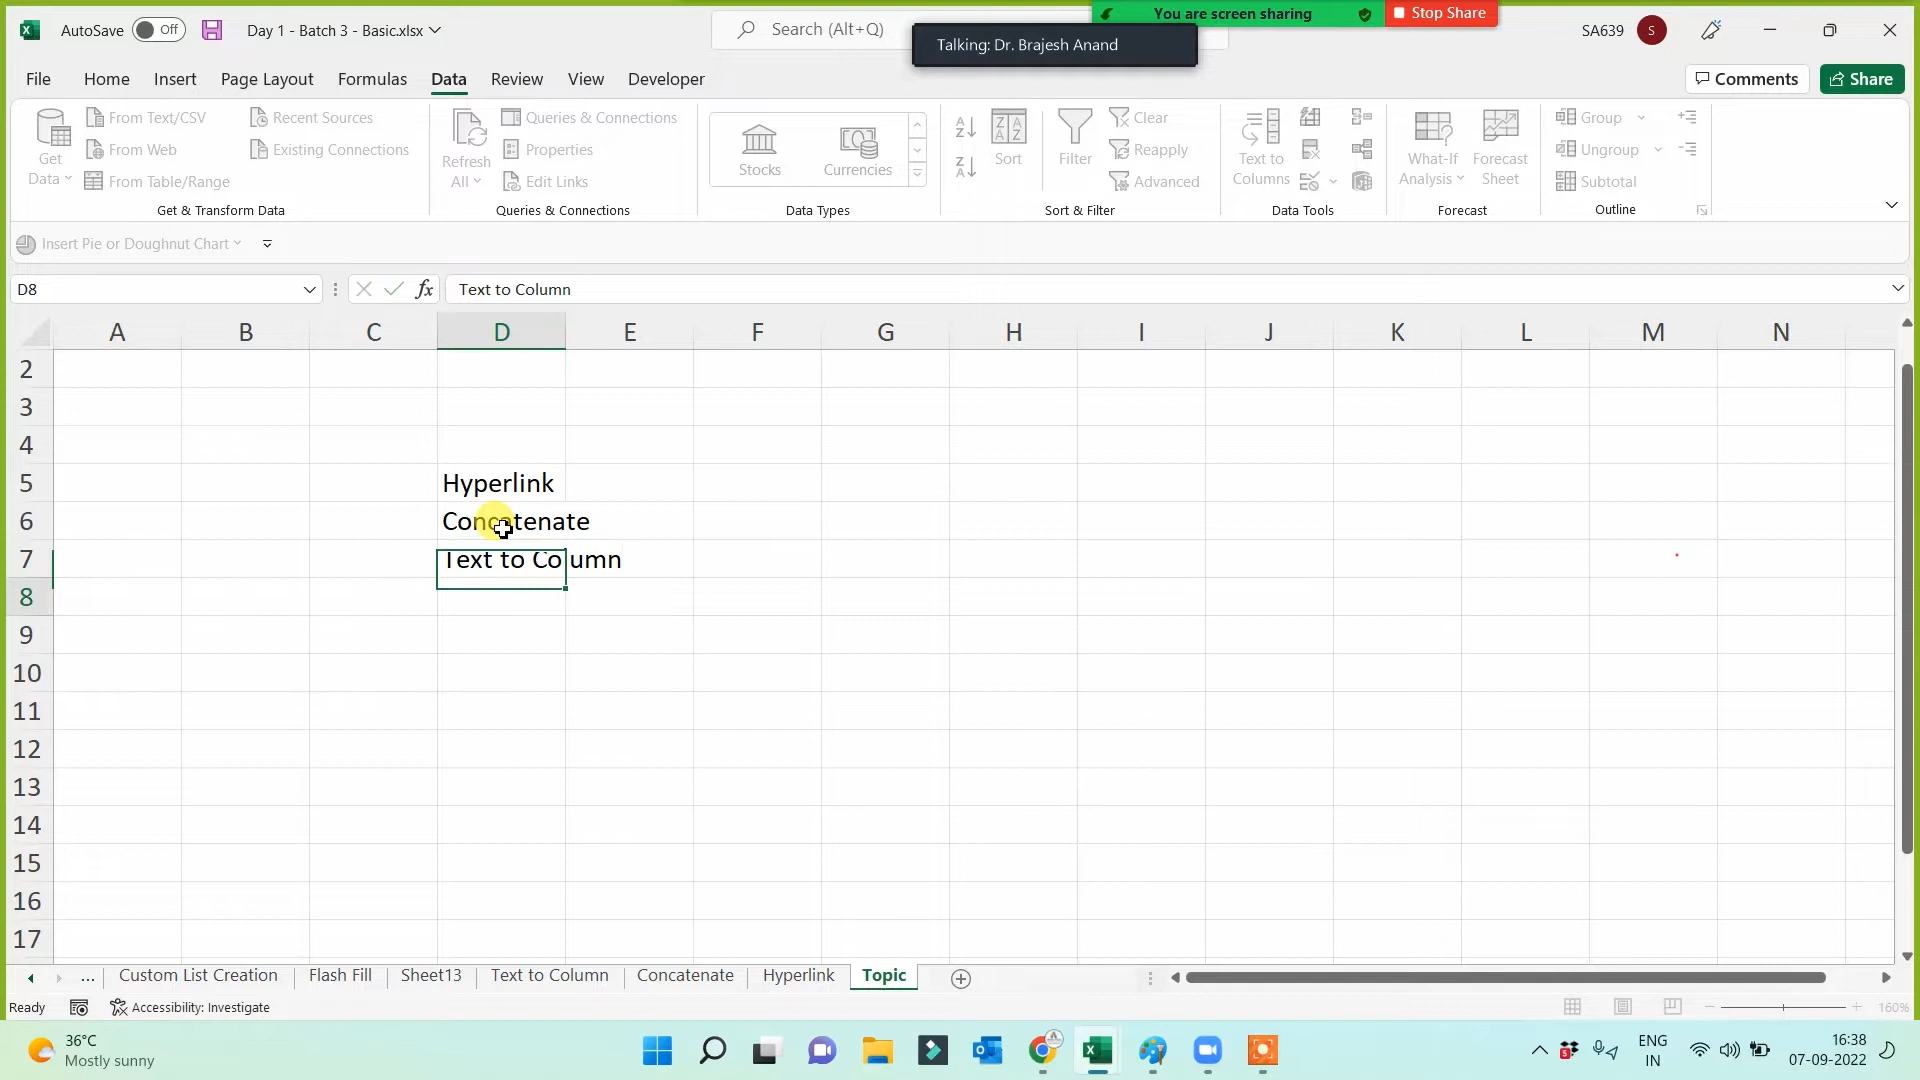 You are screen sharing
Stop Share
AutoSave Off Day 1 - Batch 3 - Basic.xlsx Search (Alt+Q) SA639 S
Talking: Dr. Brajesh Anand
File Home Insert Page Layout Formulas Data Review View Developer Comments Share
From Text/CSV Recent Sources Queries & Connections Clear Group
From Web Existing Connections Properties Reapply Ungroup
Get Data Refresh All Stocks Currencies Sort Filter Text to Columns What-If Analysis Forecast Sheet
From Table/Range Edit Links Advanced Subtotal
Get & Transform Data Queries & Connections Data Types Sort & Filter Data Tools Forecast Outline
Insert Pie or Doughnut Chart
D8 fx Text to Column
A B C D E F G H I J K L M N
2
3
4
5 Hyperlink
6 Concatenate
7 Text to Column
8
9
10
11
12
13
14
15
16
17
... Custom List Creation Flash Fill Sheet13 Text to Column Concatenate Hyperlink Topic
Ready Accessibility: Investigate 160%
36°C
Mostly sunny
ENG
IN
16:38
07-09-2022